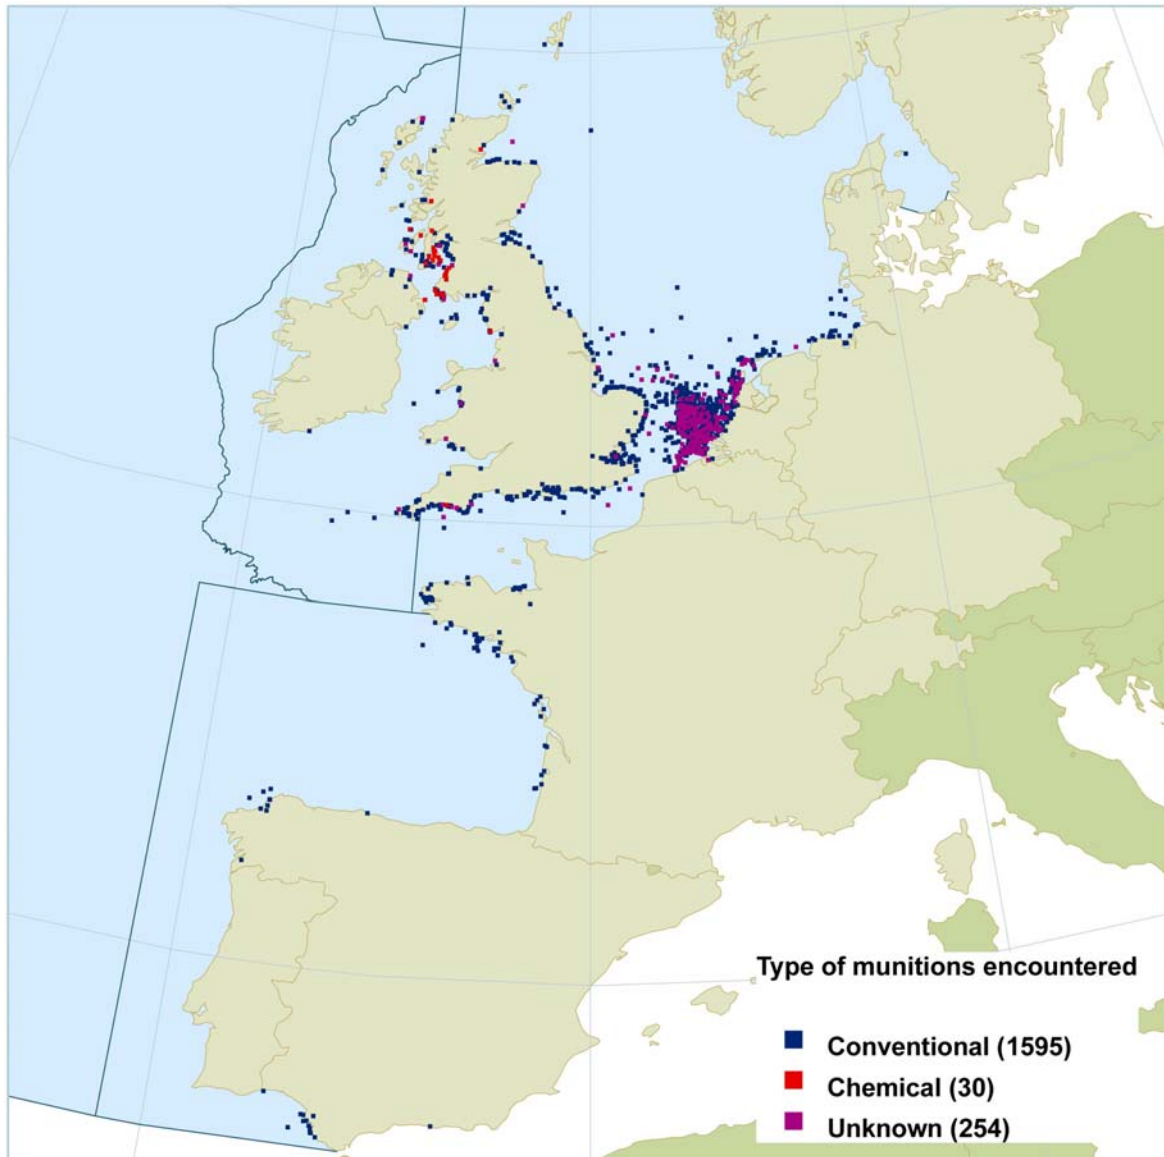 Type of munitions encountered
Conventional (1595)
Chemical (30)
Unknown (254)